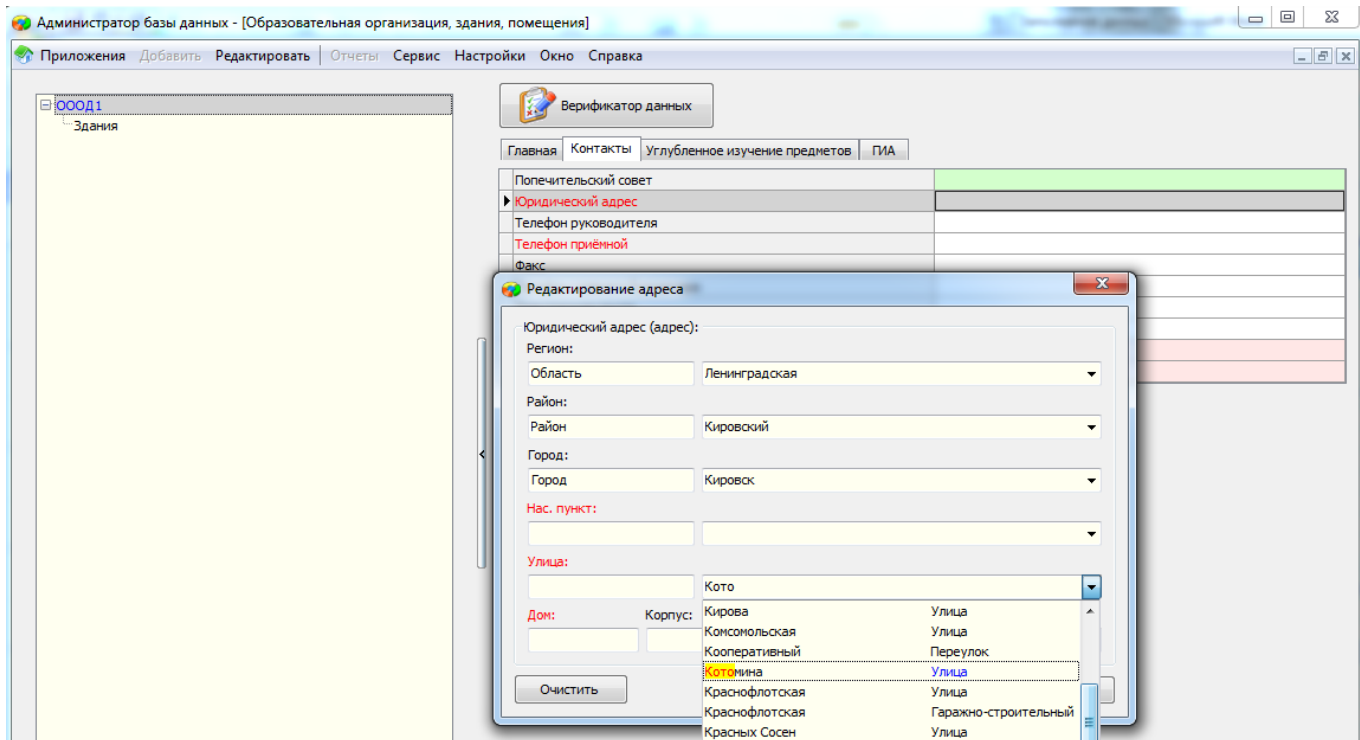 Администратор базы данных - [Образовательная организация, здания, помещения]
Приложения Добавить Редактировать Отчеты Сервис Настройки Окно Справка
ОООД1
Здания
Верификатор данных
Главная Контакты Углубленное изучение предметов ГИА
Попечительский совет
Юридический адрес
Телефон руководителя
Телефон приёмной
Факс
Редактирование адреса
Юридический адрес (адрес):
Регион:
Область Ленинградская
Район:
Район Кировский
Город:
Город Кировск
Нас. пункт:
Улица:
Кото
Дом: Корпус:
Кирова Улица
Комсомольская Улица
Кооперативный Переулок
Котомина Улица
Краснофлотская Улица
Краснофлотская Гаражно-строительный
Красных Сосен Улица
Очистить